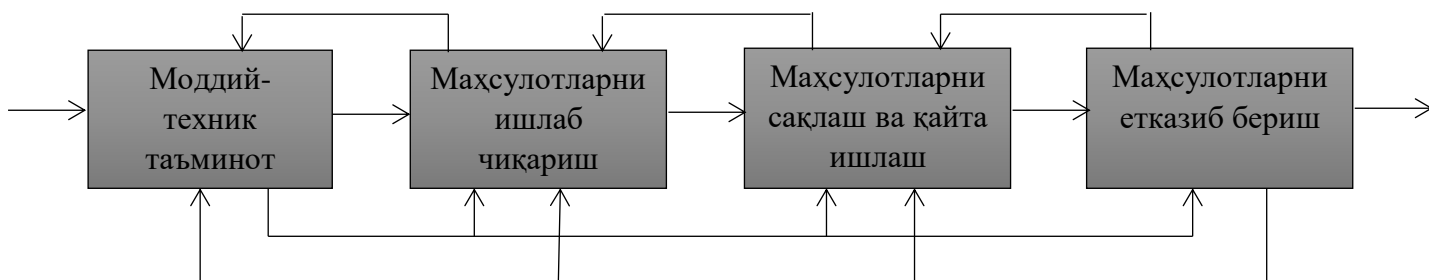 Моддий-
техник
таъминот
Маҳсулотларни
ишлаб
чиқариш
Маҳсулотларни
сақлаш ва қайта
ишлаш
Маҳсулотларни
етказиб бериш